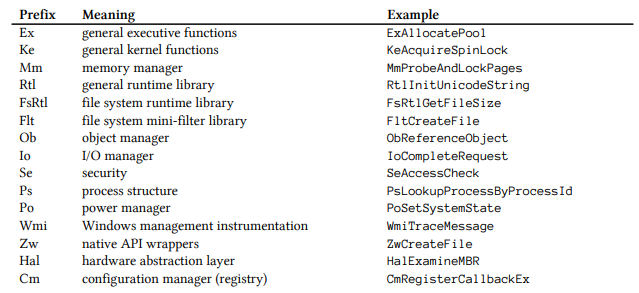 Prefix Meaning Example
Ex general executive functions ExAllocatePool
Ke general kernel functions KeAcquireSpinLock
Mm memory manager MmProbeAndLockPages
Rtl general runtime library RtlInitUnicodeString
FsRtl file system runtime library FsRtlGetFileSize
Flt file system mini-filter library FltCreateFile
Ob object manager ObReferenceObject
Io I/O manager IoCompleteRequest
Se security SeAccessCheck
Ps process structure PsLookupProcessByProcessId
Po power manager PoSetSystemState
Wmi Windows management instrumentation WmiTraceMessage
Zw native API wrappers ZwCreateFile
Hal hardware abstraction layer HalExamineMBR
Cm configuration manager (registry) CmRegisterCallbackEx